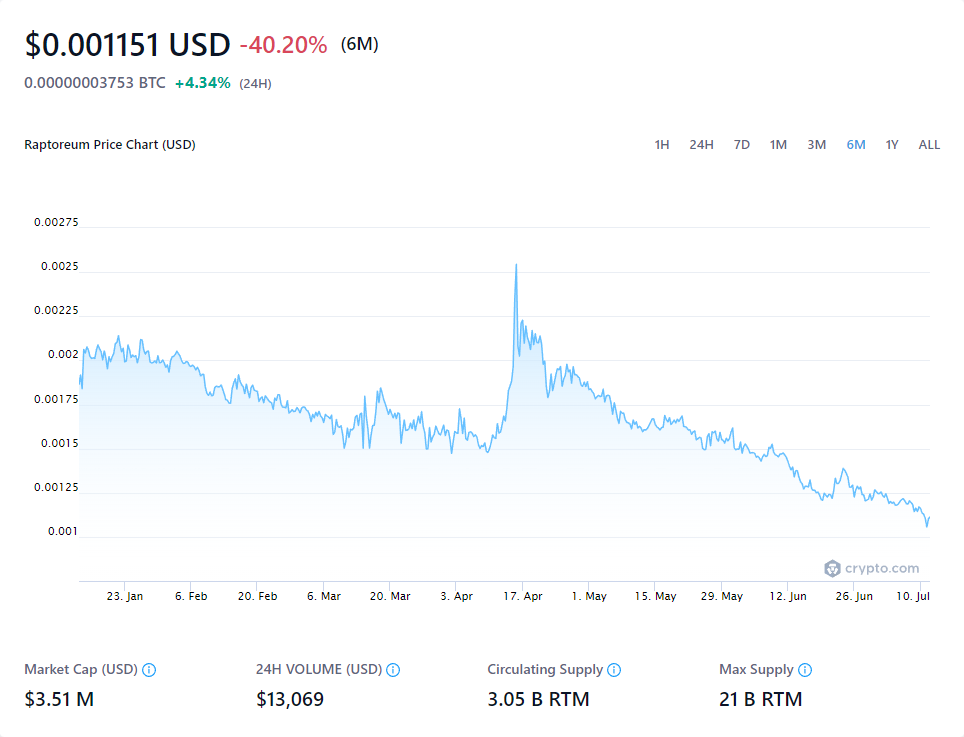 $0.001151 USD -40.20% (6M)
0.00000003753 BTC +4.34% (24H)
Raptoreum Price Chart (USD) 1H 24H 7D 1M 3M 6M 1Y ALL
0.00275
0.0025
0.00225
0.002
0.00175
0.0015
0.00125
0.001
crypto.com
23. Jan 6. Feb 20. Feb 6. Mar 20. Mar 3. Apr 17. Apr 1. May 15. May 29. May 12. Jun 26. Jun 10. Jul
Market Cap (USD) 24H VOLUME (USD) Circulating Supply Max Supply
$3.51 M $13,069 3.05 B RTM 21 B RTM